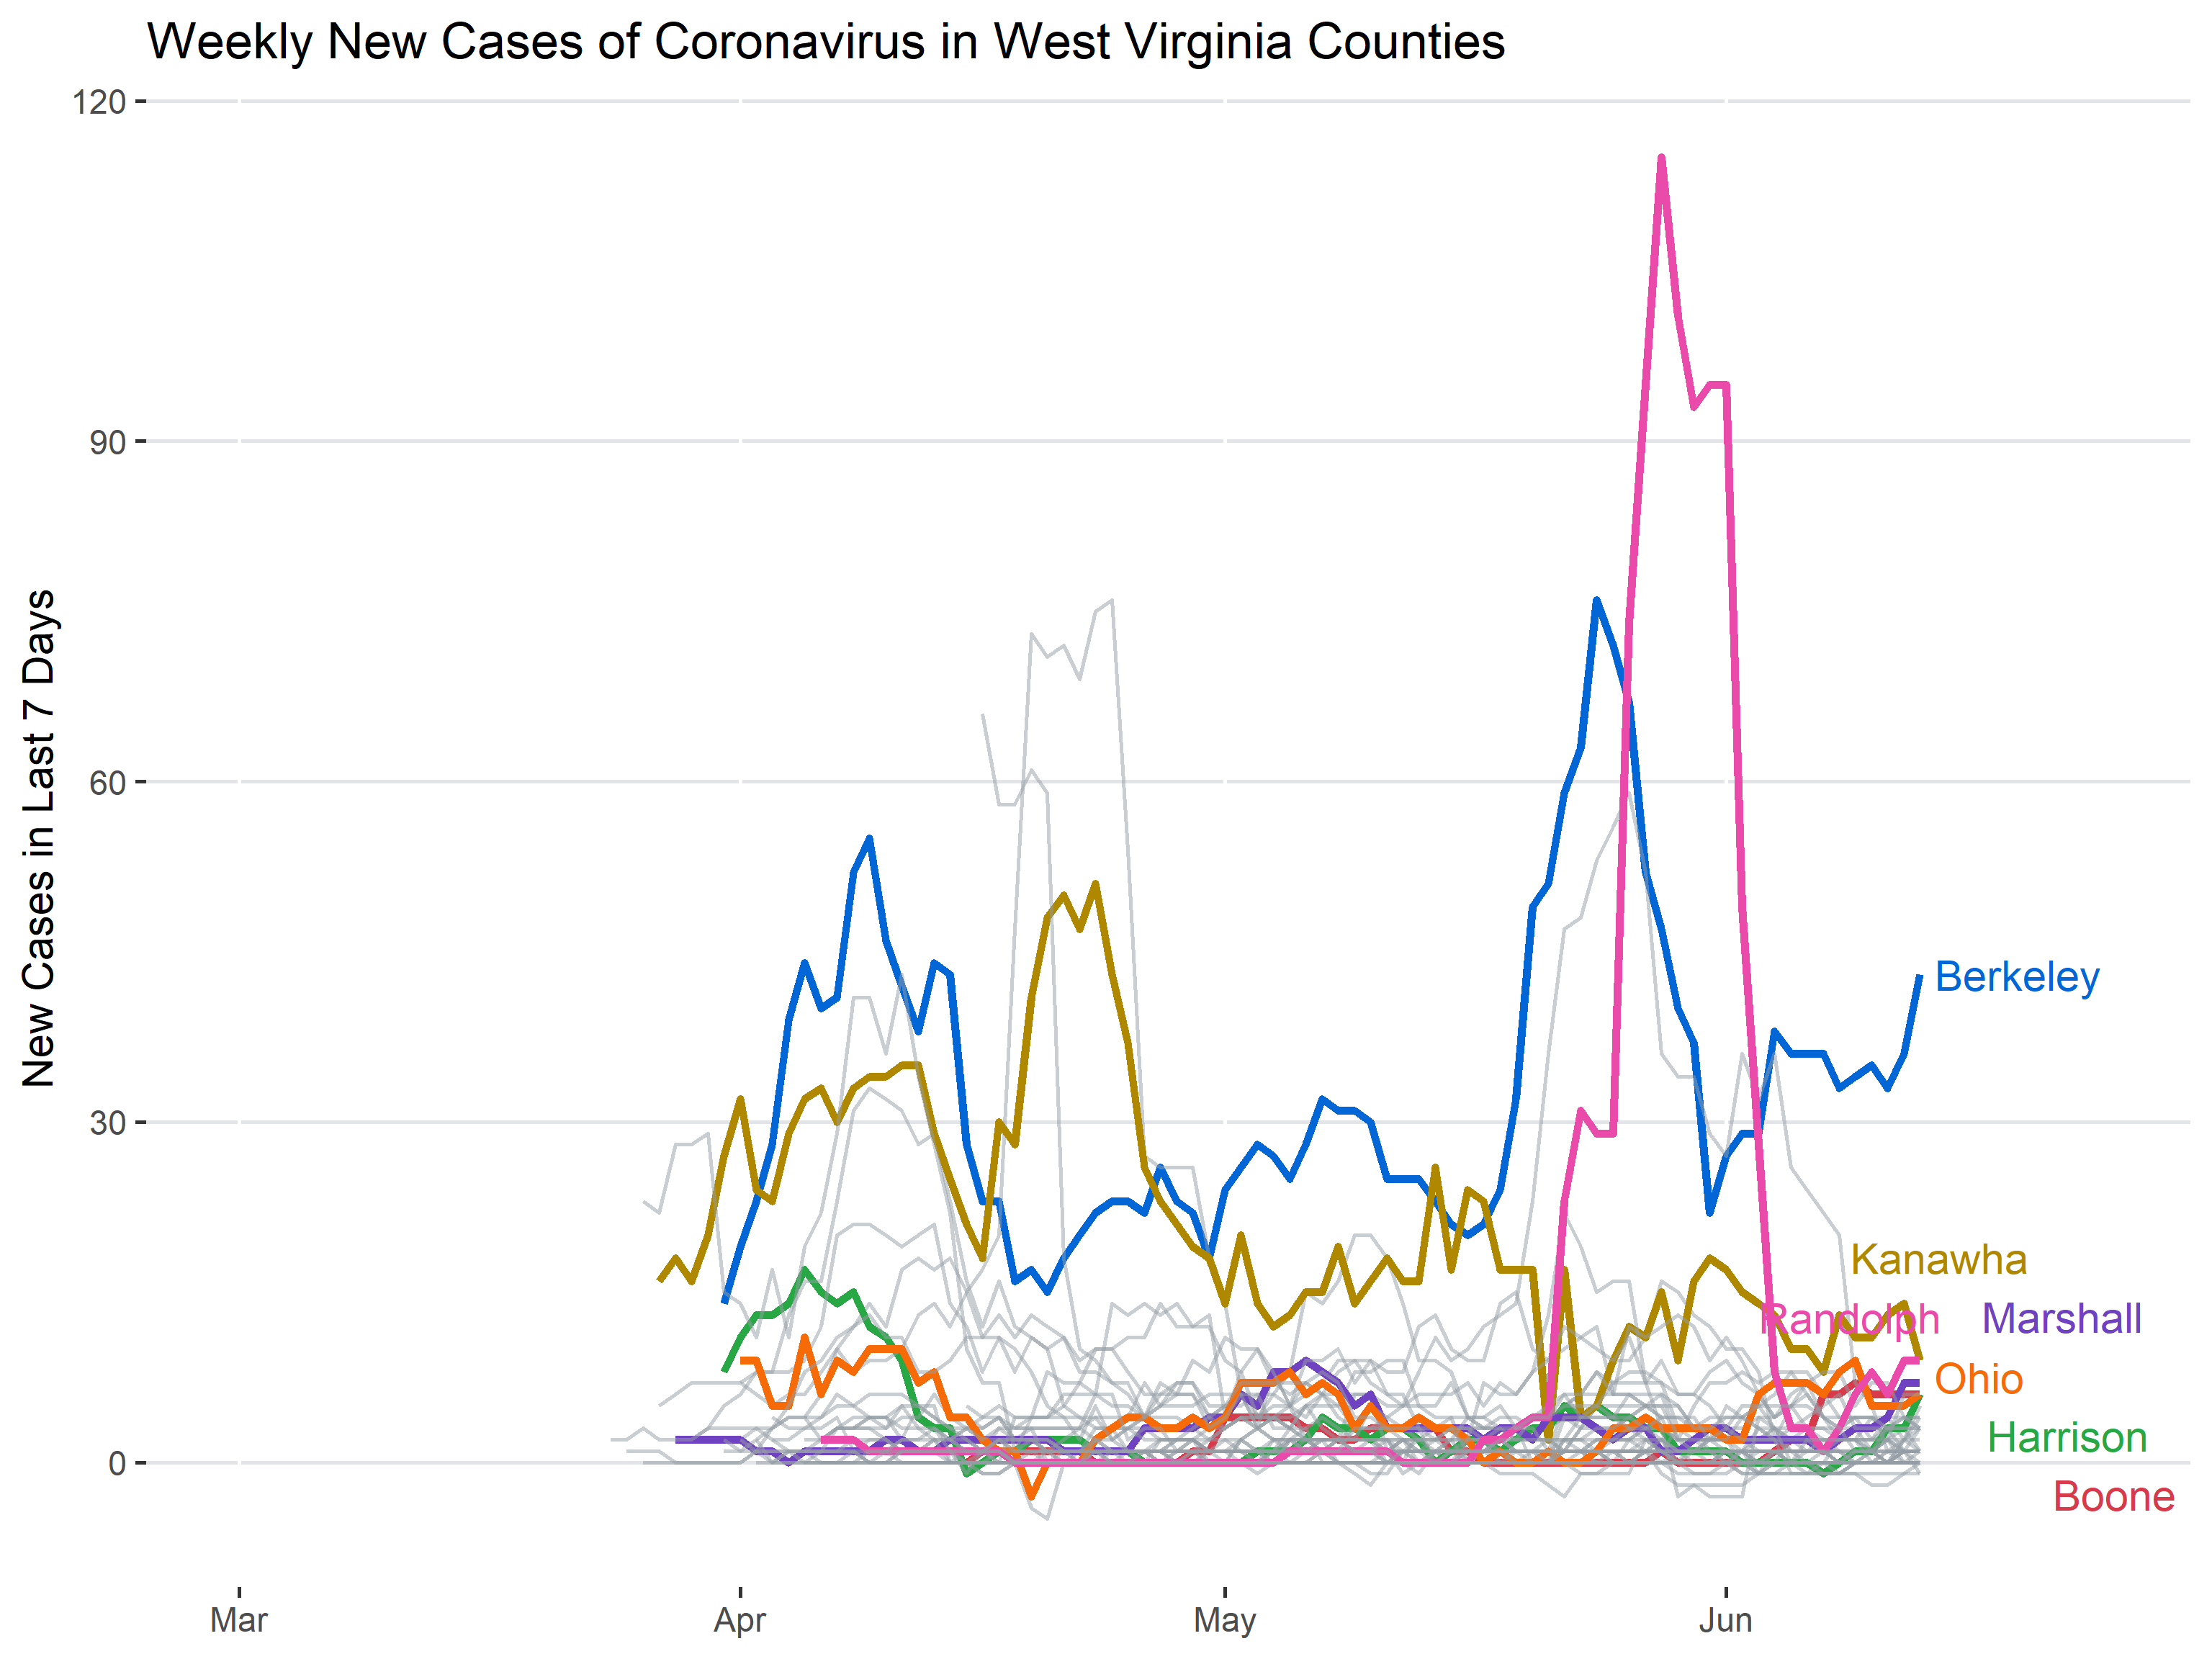 Weekly New Cases of Coronavirus in West Virginia Counties
120
90
60
30
0
New Cases in Last 7 Days
Berkeley
Kanawha
Randolph
Marshall
Ohio
Harrison
Boone
Mar
Apr
May
Jun